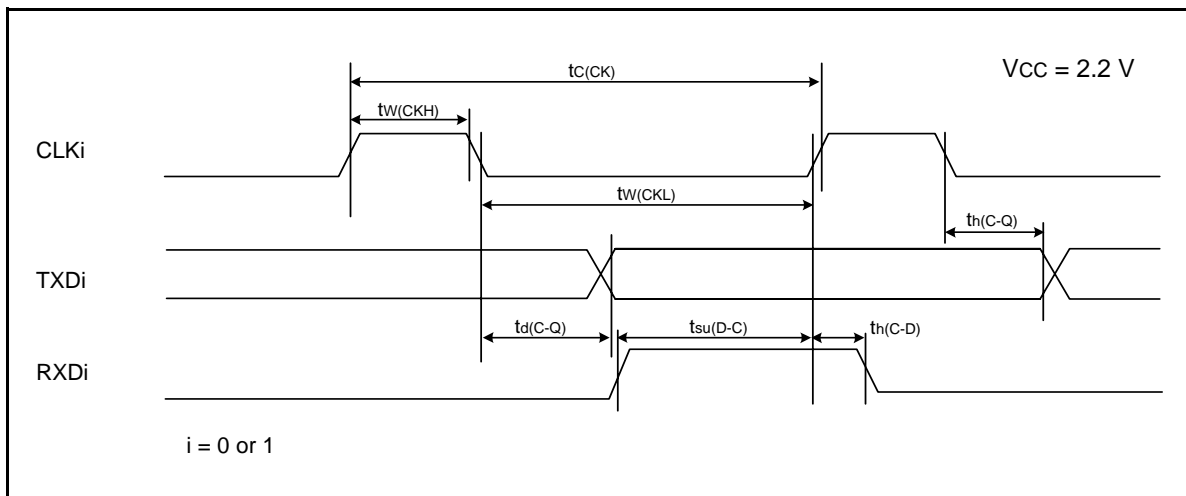 tC(CK)
VCC = 2.2 V
tW(CKH)
CLKi
tW(CKL)
th(C-Q)
TXDi
td(C-Q)
tsu(D-C)
th(C-D)
RXDi
i = 0 or 1